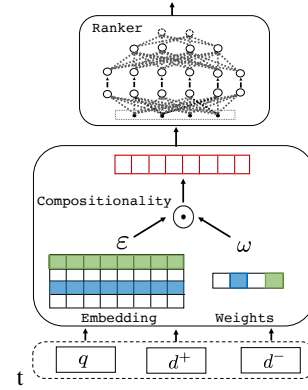 Ranker
Compositionality
ε ω
Embedding Weights
t q d⁺ d⁻